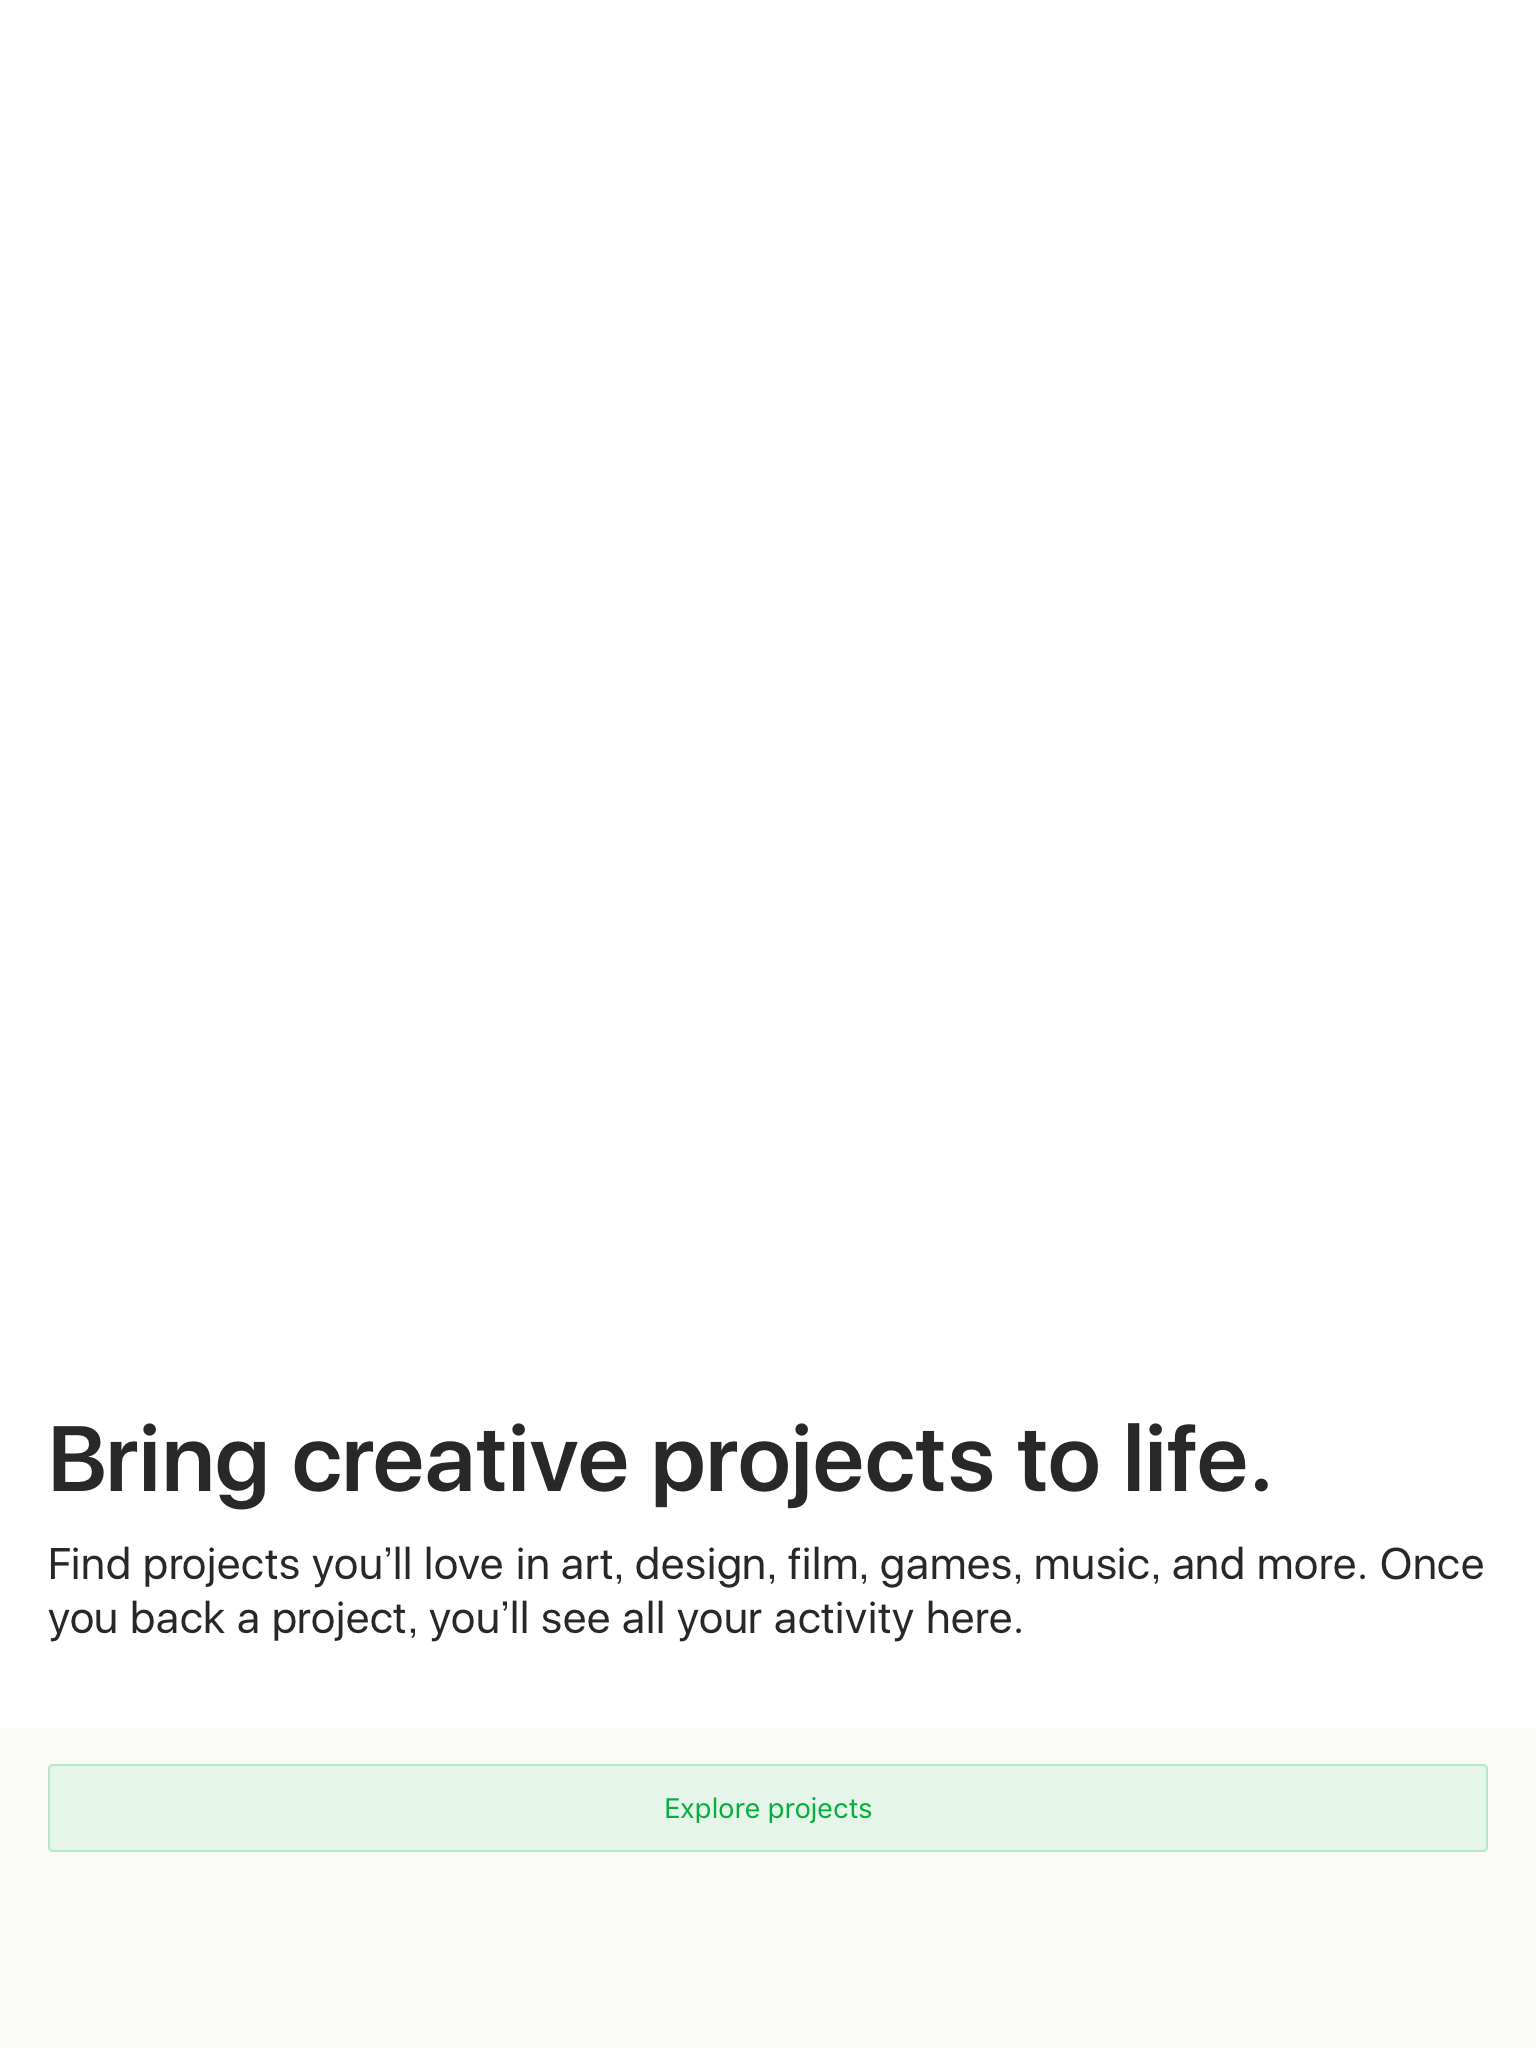 Bring creative projects to life.
Find projects you’ll love in art, design, film, games, music, and more. Once
you back a project, you’ll see all your activity here.
Explore projects